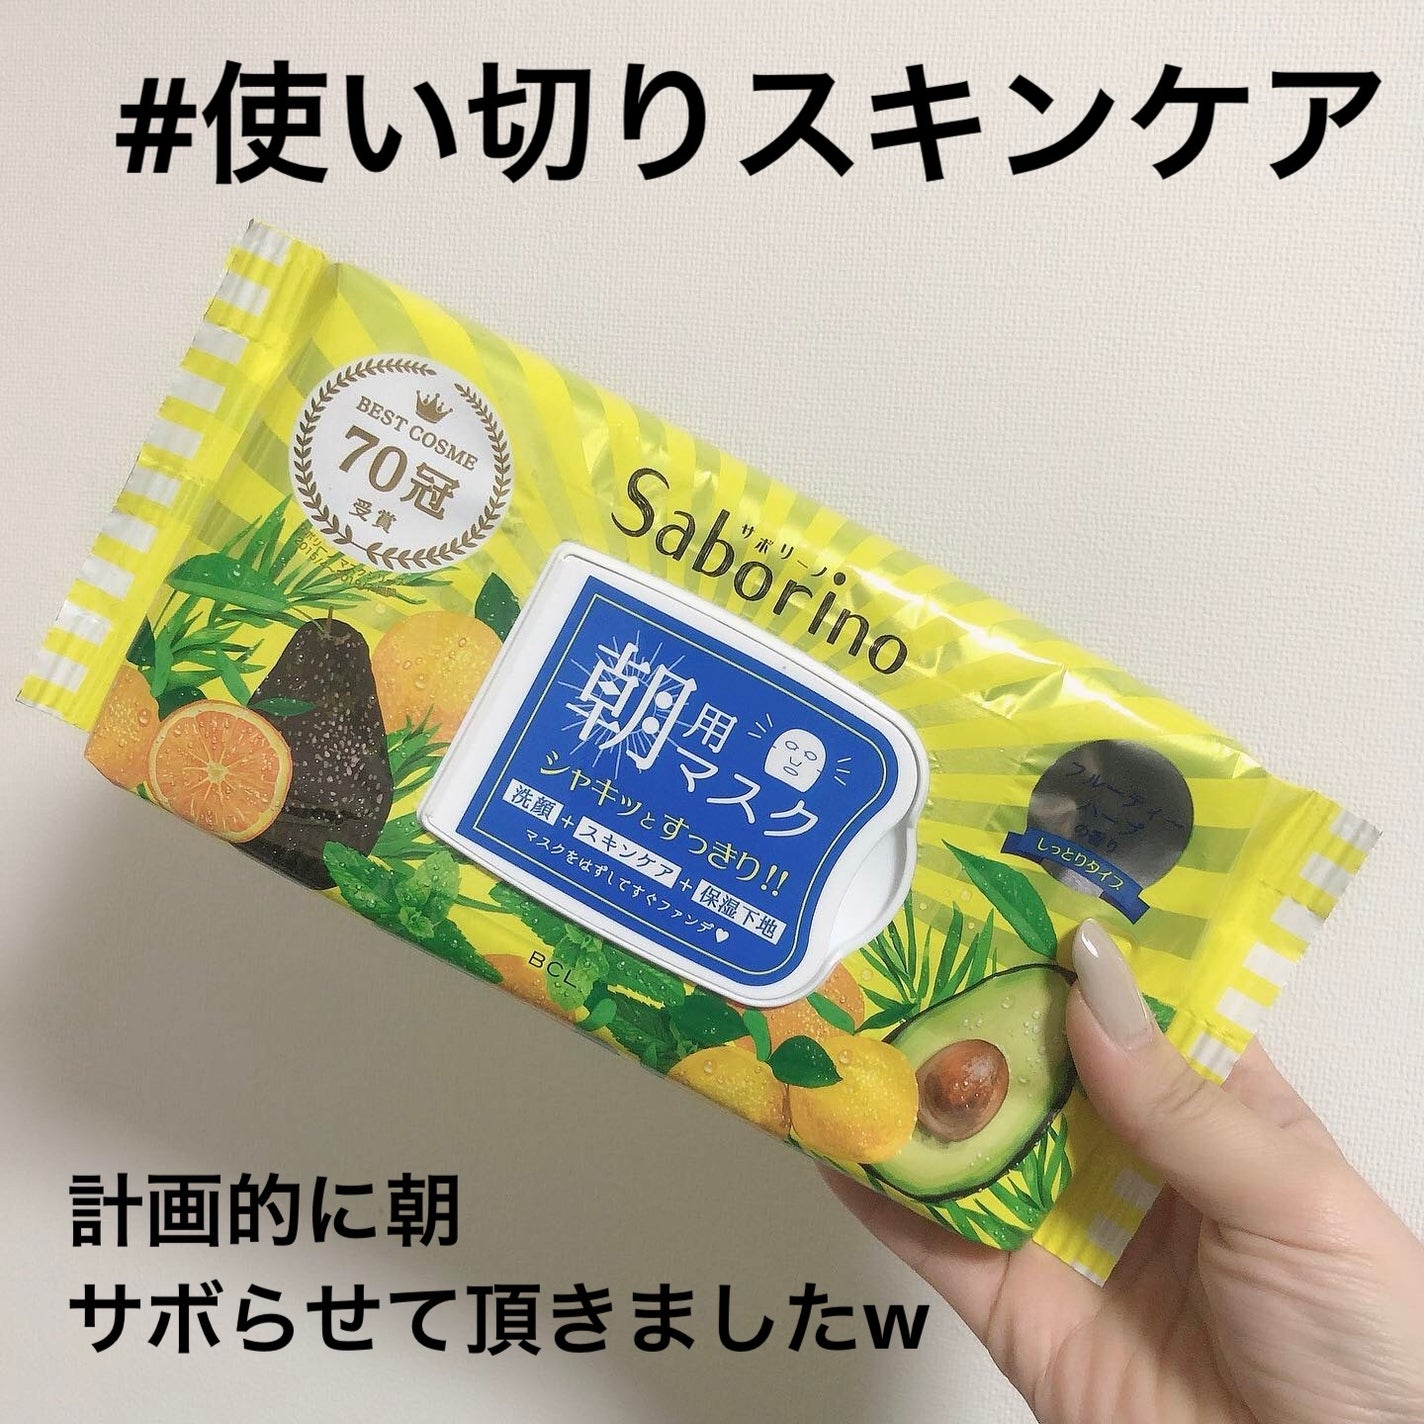 #使い切りスキンケア
BEST COSME
70冠
受賞
Saborino
サボリーノ
朝用マスク
シャキッとすっきり!!
洗顔+スキンケア+保湿下地
マスクをはずしてすぐファンデ♥
フルーティー
ハーブ
の香り
しっとりタイプ
BCL
計画的に朝
サボらせて頂きましたw